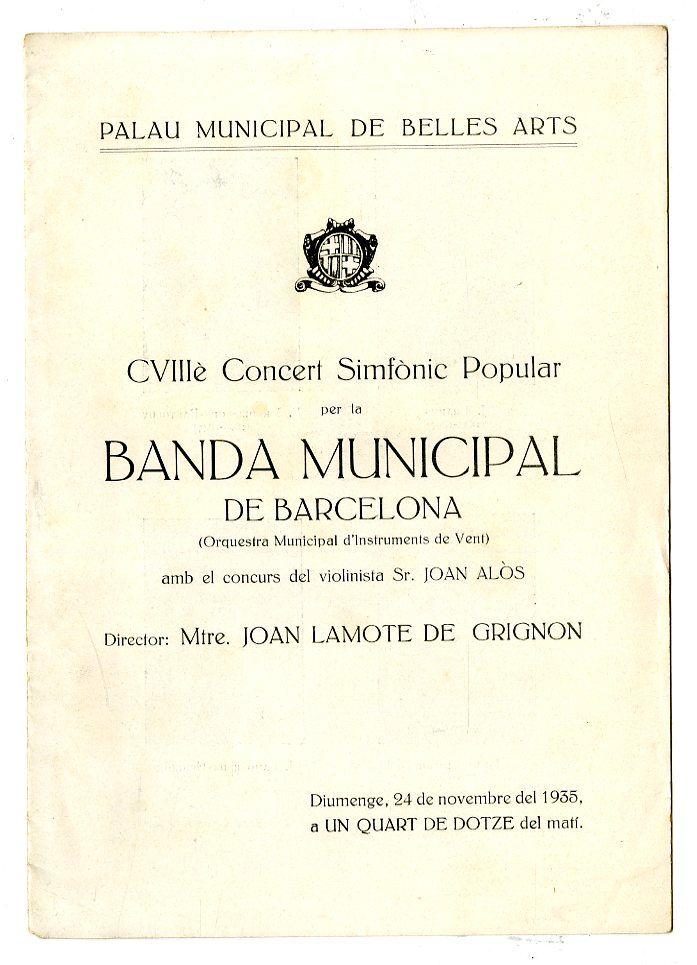 PALAU MUNICIPAL DE BELLES ARTS
CVIIIè Concert Simfònic Popular
per la
BANDA MUNICIPAL
DE BARCELONA
(Orquestra Municipal d'Instruments de Vent)
amb el concurs del violinista Sr. JOAN ALÒS
Director: Mtre. JOAN LAMOTE DE GRIGNON
Diumenge, 24 de novembre del 1935,
a UN QUART DE DOTZE del matí.